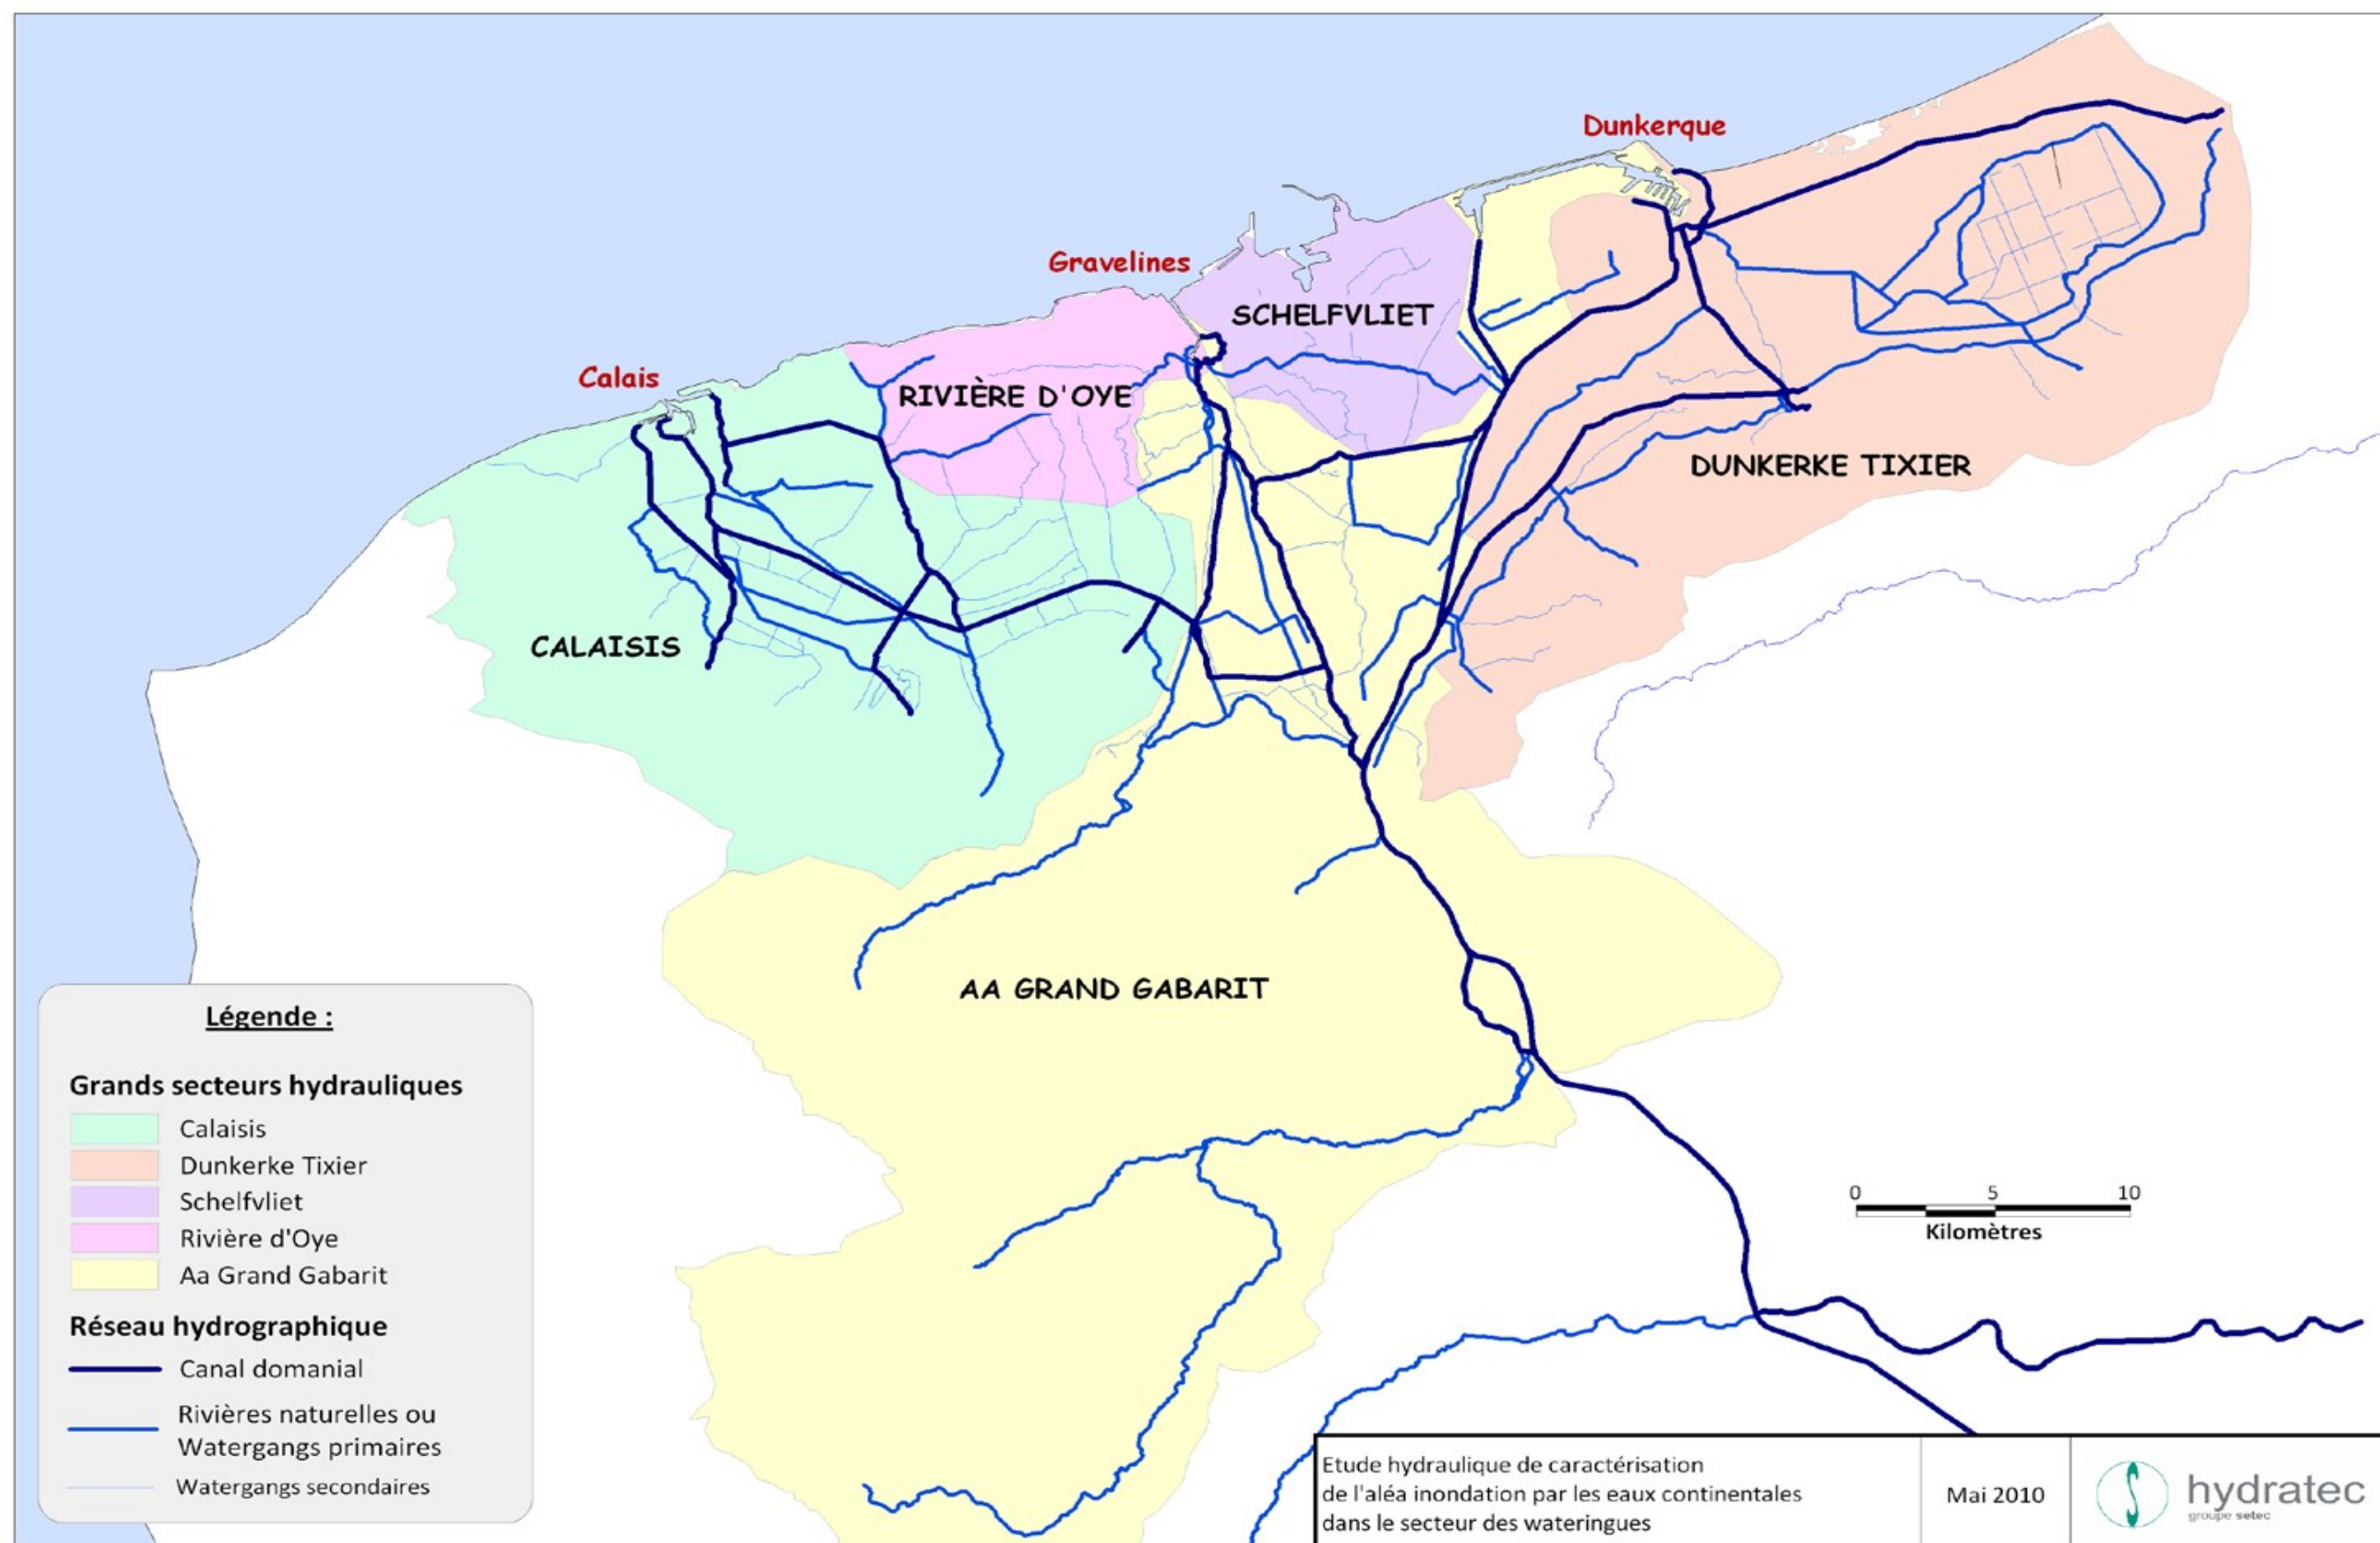 Dunkerque
Gravelines
SCHELFVLIET
Calais
RIVIÈRE D'OYE
DUNKERKE TIXIER
CALAISIS
AA GRAND GABARIT
Légende :
Grands secteurs hydrauliques
Calaisis
Dunkerke Tixier
Schelfvliet
Rivière d'Oye
Aa Grand Gabarit
Réseau hydrographique
Canal domanial
Rivières naturelles ou
Watergangs primaires
Watergangs secondaires
0 5 10
Kilomètres
Etude hydraulique de caractérisation
de l'aléa inondation par les eaux continentales
dans le secteur des wateringues
Mai 2010
hydratec
groupe setec